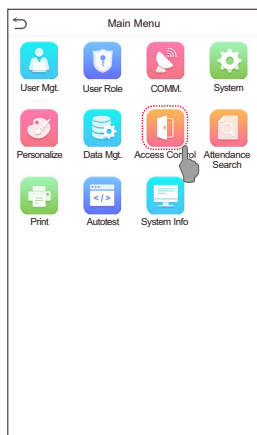 Main Menu
User Mgt.
User Role
COMM.
System
Personalize
Data Mgt.
Access Control
Attendance
Search
Print
</>
Autotest
System Info